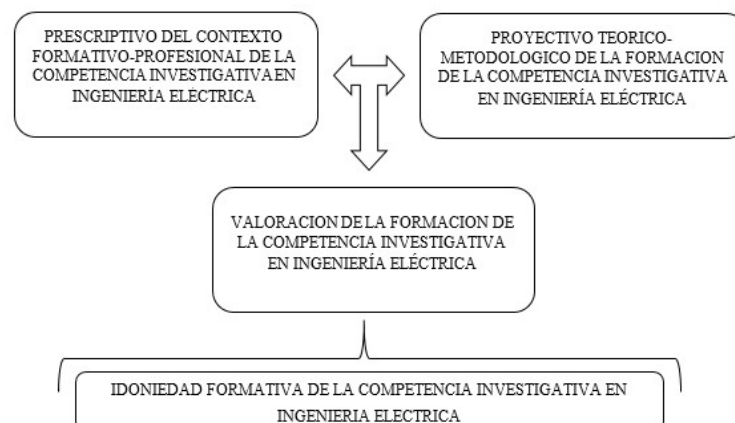 PRESCRIPTIVO DEL CONTEXTO
FORMATIVO-PROFESIONAL DE LA
COMPETENCIA INVESTIGATIVA EN
INGENIERÍA ELÉCTRICA
PROYECTIVO TEORICO-
METODOLOGICO DE LA FORMACION
DE LA COMPETENCIA INVESTIGATIVA
EN INGENIERÍA ELÉCTRICA
VALORACION DE LA FORMACION DE
LA COMPETENCIA INVESTIGATIVA
EN INGENIERÍA ELÉCTRICA
IDONIEDAD FORMATIVA DE LA COMPETENCIA INVESTIGATIVA EN
INGENIERIA ELECTRICA